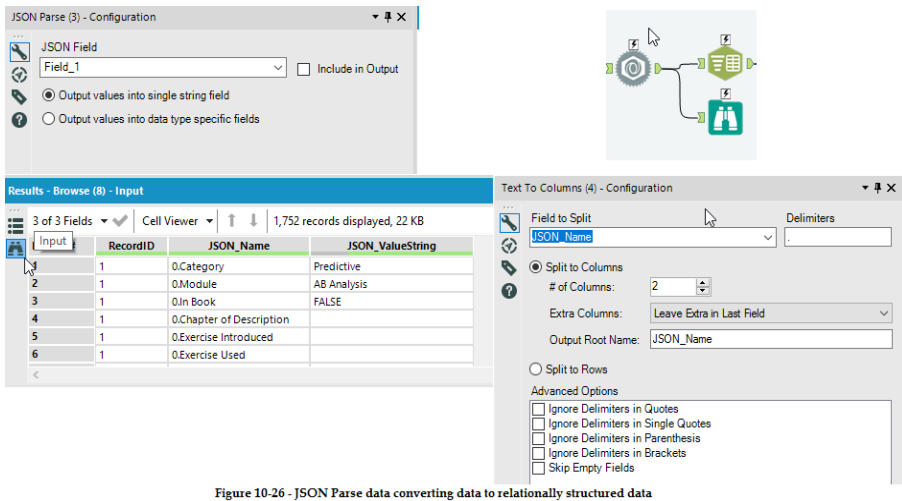 JSON Parse (3) - Configuration
JSON Field
Field_1
Include in Output
Output values into single string field
Output values into data type specific fields
Results - Browse (8) - Input
3 of 3 Fields Cell Viewer 1,752 records displayed, 22 KB
Input
RecordID JSON_Name JSON_ValueString
1 1 0.Category Predictive
2 1 0.Module AB Analysis
3 1 0.In Book FALSE
4 1 0.Chapter of Description
5 1 0.Exercise Introduced
6 1 0.Exercise Used
Text To Columns (4) - Configuration
Field to Split Delimiters
JSON_Name .
Split to Columns
# of Columns: 2
Extra Columns: Leave Extra in Last Field
Output Root Name: JSON_Name
Split to Rows
Advanced Options
Ignore Delimiters in Quotes
Ignore Delimiters in Single Quotes
Ignore Delimiters in Parenthesis
Ignore Delimiters in Brackets
Skip Empty Fields
Figure 10-26 - JSON Parse data converting data to relationally structured data